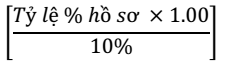 [Tỷ lệ % hồ sơ × 1.00
10%]